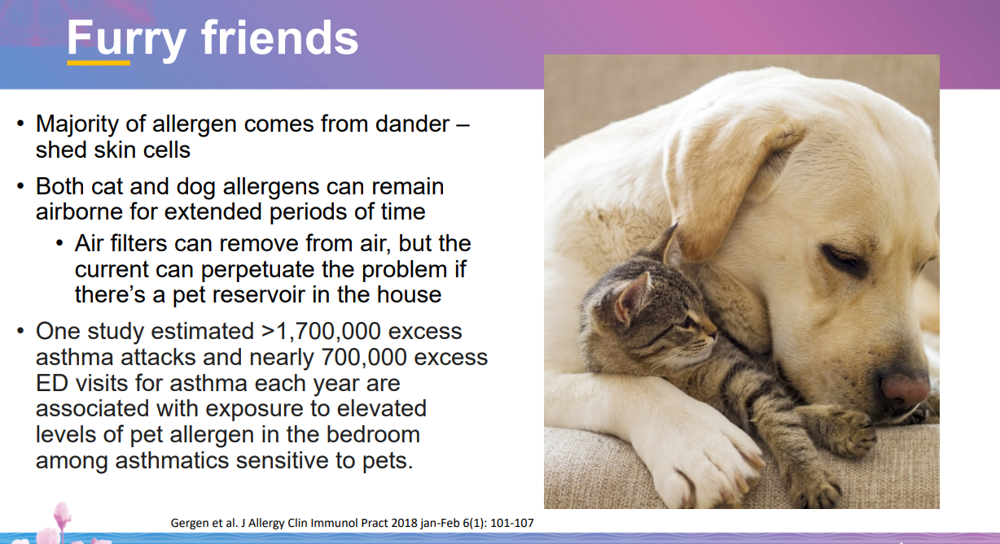 Furry friends
• Majority of allergen comes from dander –
shed skin cells
• Both cat and dog allergens can remain
airborne for extended periods of time
• Air filters can remove from air, but the
current can perpetuate the problem if
there’s a pet reservoir in the house
• One study estimated >1,700,000 excess
asthma attacks and nearly 700,000 excess
ED visits for asthma each year are
associated with exposure to elevated
levels of pet allergen in the bedroom
among asthmatics sensitive to pets.
Gergen et al. J Allergy Clin Immunol Pract 2018 jan-Feb 6(1): 101-107